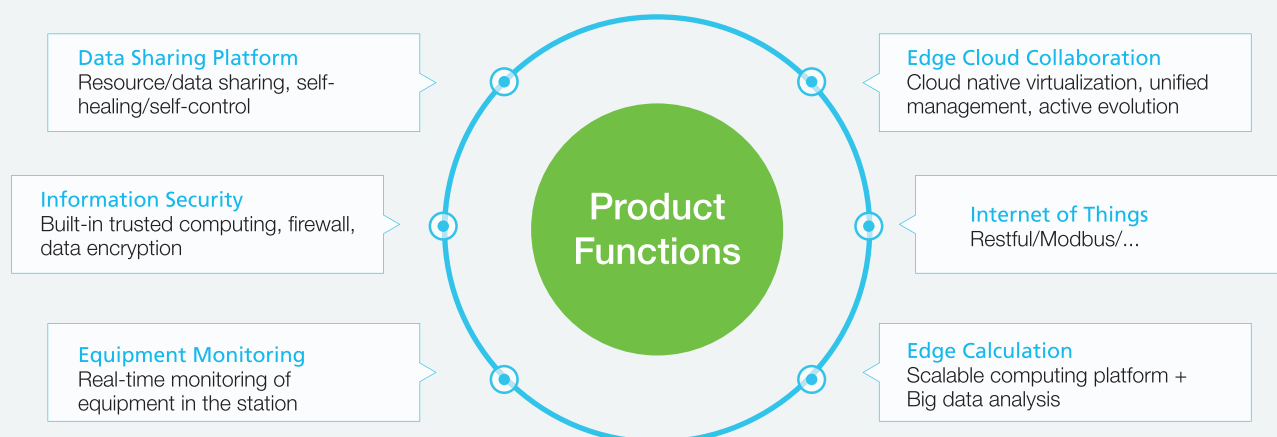 Data Sharing Platform
Resource/data sharing, self-
healing/self-control
Information Security
Built-in trusted computing, firewall,
data encryption
Equipment Monitoring
Real-time monitoring of
equipment in the station
Product
Functions
Edge Cloud Collaboration
Cloud native virtualization, unified
management, active evolution
Internet of Things
Restful/Modbus/...
Edge Calculation
Scalable computing platform +
Big data analysis